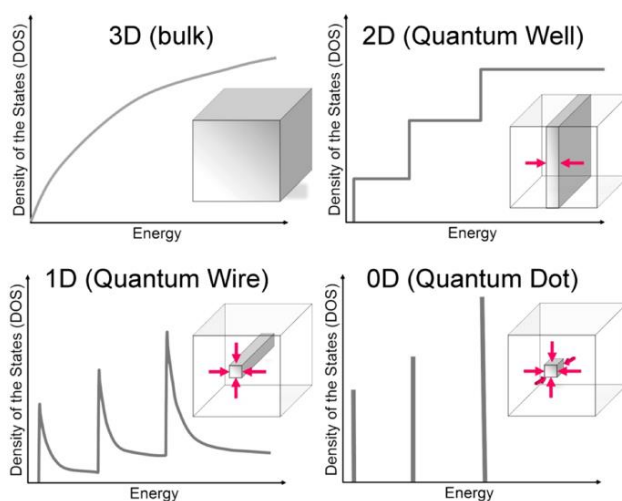 3D (bulk)
Density of the States (DOS)
Energy
2D (Quantum Well)
Density of the States (DOS)
Energy
1D (Quantum Wire)
Density of the States (DOS)
Energy
0D (Quantum Dot)
Density of the States (DOS)
Energy